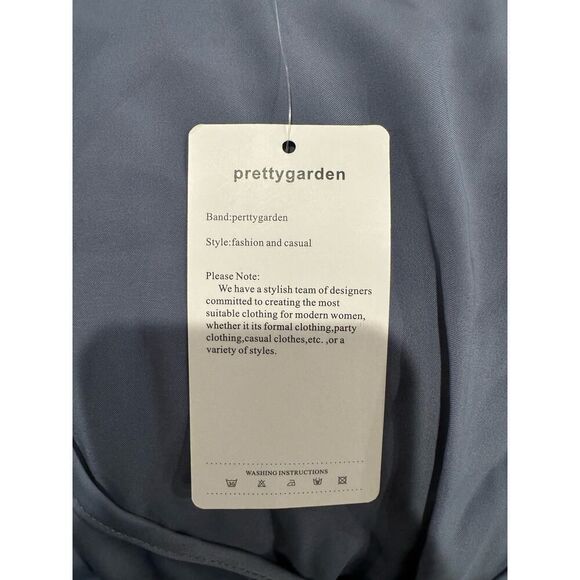 prettygarden
Band:perttygarden
Style:fashion and casual
Please Note:
We have a stylish team of designers
committed to creating the most
suitable clothing for modern women,
whether it its formal clothing,party
clothing,casual clothes,etc. ,or a
variety of styles.
WASHING INSTRUCTIONS